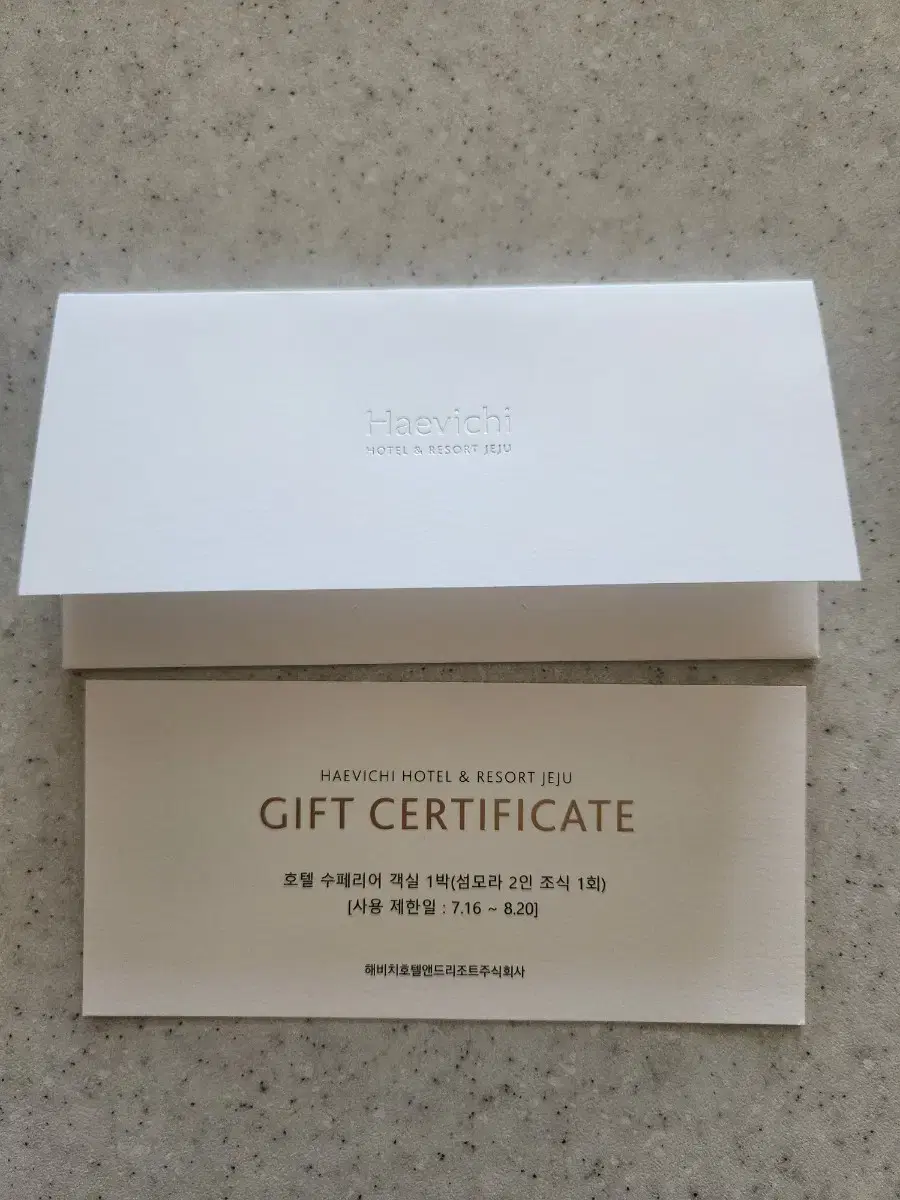 Haevichi
HOTEL & RESORT JEJU
HAEVICHI HOTEL & RESORT JEJU
GIFT CERTIFICATE
호텔 수페리어 객실 1박(섬모라 2인 조식 1회)
[사용 제한일 : 7.16 ~ 8.20]
해비치호텔앤드리조트주식회사